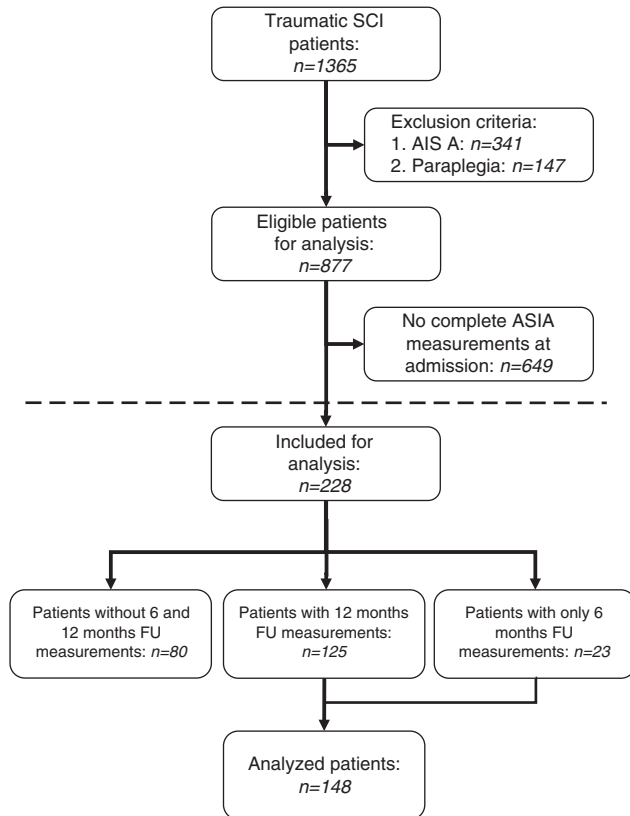 Traumatic SCI
patients:
n=1365
Exclusion criteria:
1. AIS A: n=341
2. Paraplegia: n=147
Eligible patients
for analysis:
n=877
No complete ASIA
measurements at
admission: n=649
Included for
analysis:
n=228
Patients without 6 and
12 months FU
measurements: n=80
Patients with 12 months
FU measurements:
n=125
Patients with only 6
months FU
measurements: n=23
Analyzed patients:
n=148